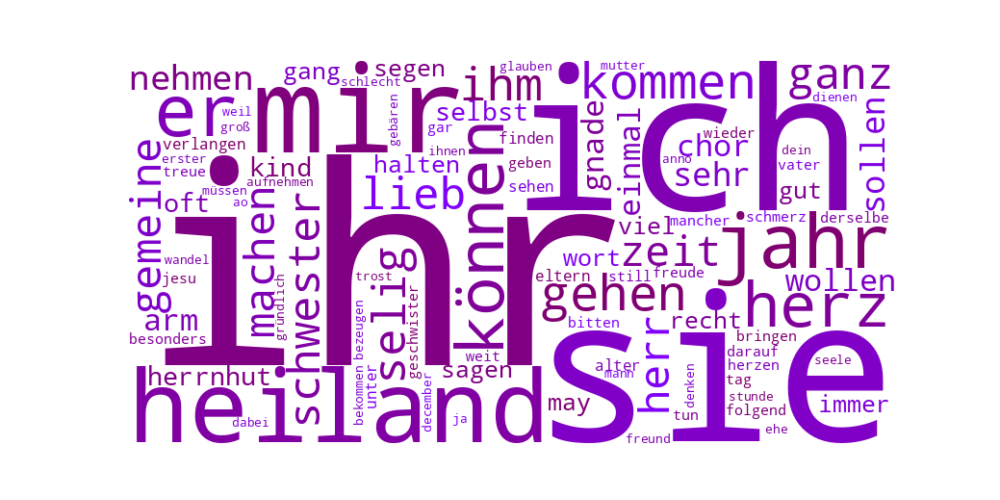 nehmen
gang
segen
schlecht
ihm
glauben
mutter
kommen
ganz
dienen
er
weil
groß
verlangen
mir
gebären
selbst
gar
ihnen
können
finden
geben
sehen
ich
gnade
einmal
chor
wieder
anno
sehr
dein
vater
gut
sollen
gemeine
erster
treue
müssen
ao
oft
kind
aufnehmen
halten
lieb
ihr
machen
schwester
selig
viel
mancher
schmerz
derselbe
jahr
wandel
jesu
arm
besonders
gründlich
trost
geschwister
wort
zeit
eltern
still
freude
wollen
gehen
herz
herrnhut
bekommen
bezeugen
unter
weit
sagen
bitten
herr
recht
bringen
darauf
herzen
seele
alter
mann
denken
tag
stunde
folgend
immer
heiland
dabei
december
ja
may
sie
tun
freund
ehe